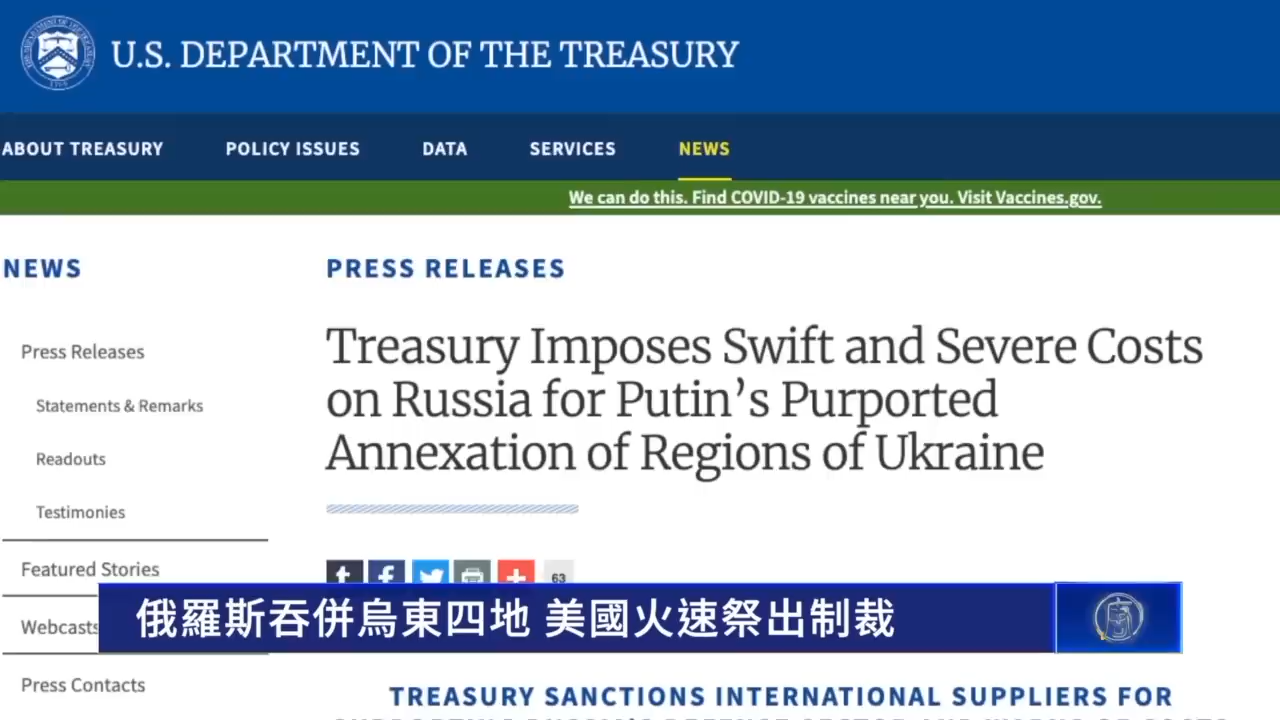 U.S. DEPARTMENT OF THE TREASURY
ABOUT TREASURY POLICY ISSUES DATA SERVICES NEWS
We can do this. Find COVID-19 vaccines near you. Visit Vaccines.gov.
NEWS
Press Releases
Statements & Remarks
Readouts
Testimonies
Featured Stories
Webcasts
Press Contacts
PRESS RELEASES
Treasury Imposes Swift and Severe Costs
on Russia for Putin’s Purported
Annexation of Regions of Ukraine
63
俄羅斯吞併烏東四地 美國火速祭出制裁
TREASURY SANCTIONS INTERNATIONAL SUPPLIERS FOR